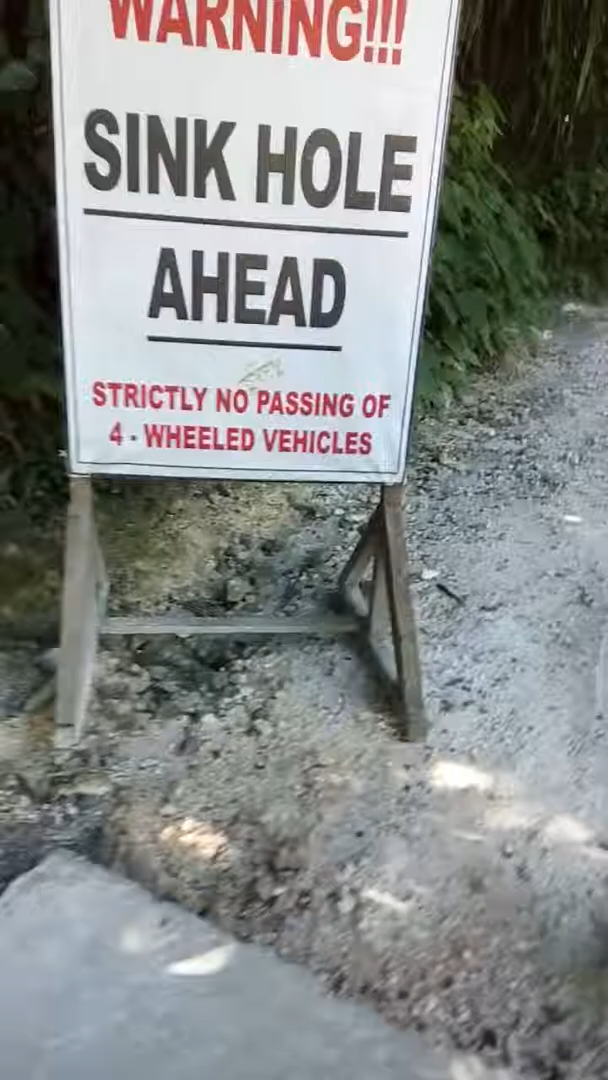 WARNING!!!
SINK HOLE
AHEAD
STRICTLY NO PASSING OF
4 - WHEELED VEHICLES